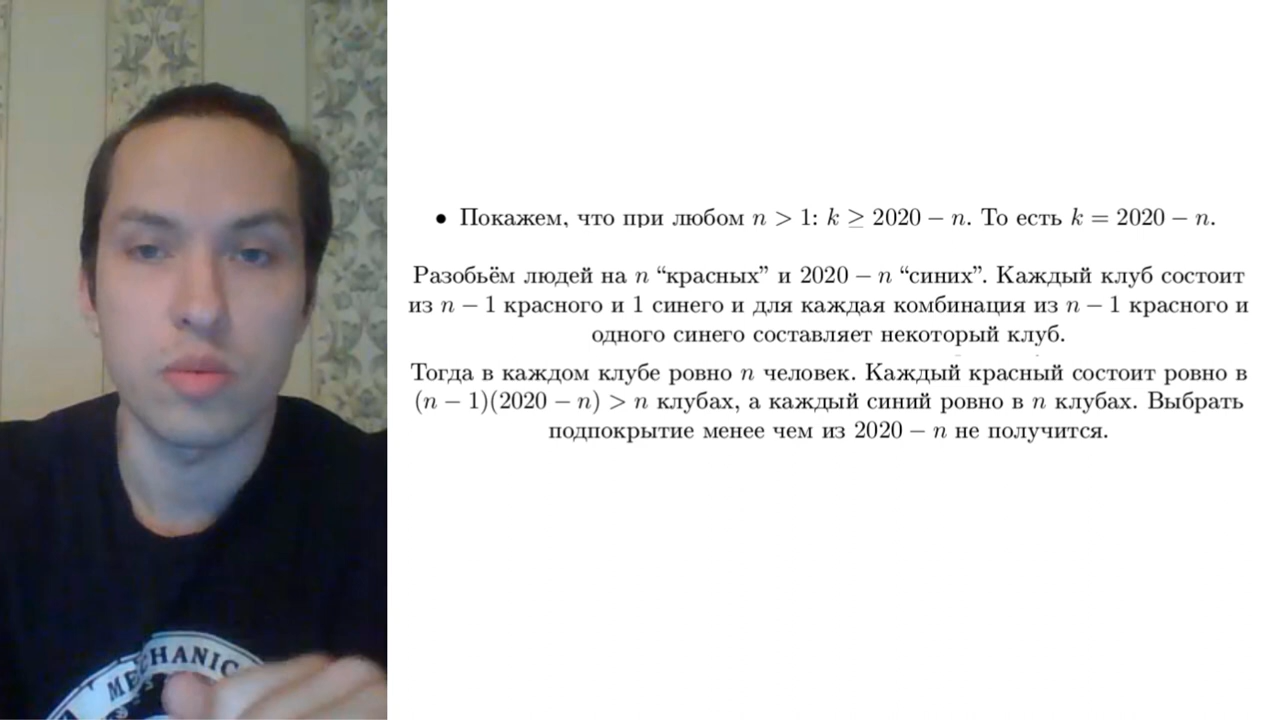 • Покажем, что при любом n > 1: k ≥ 2020 − n. То есть k = 2020 − n.
Разобьём людей на n “красных” и 2020 − n “синих”. Каждый клуб состоит
из n − 1 красного и 1 синего и для каждая комбинация из n − 1 красного и
одного синего составляет некоторый клуб.
Тогда в каждом клубе ровно n человек. Каждый красный состоит ровно в
(n − 1)(2020 − n) > n клубах, а каждый синий ровно в n клубах. Выбрать
подпокрытие менее чем из 2020 − n не получится.